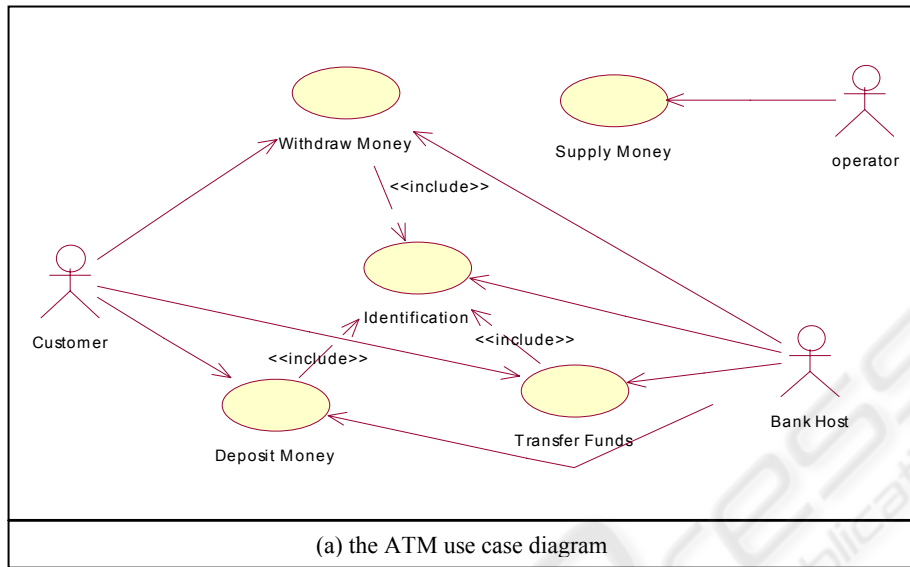 Withdraw Money
Supply Money
operator
<<include>>
Customer
Identification
<<include>>
<<include>>
Bank Host
Deposit Money
Transfer Funds
(a) the ATM use case diagram